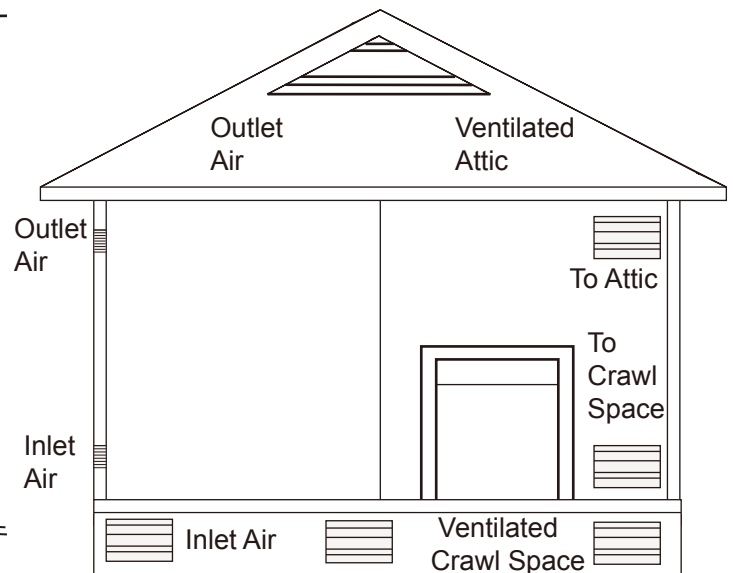 Outlet
Air
Ventilated
Attic
Outlet
Air
To Attic
To
Crawl
Space
Inlet
Air
Inlet Air
Ventilated
Crawl Space